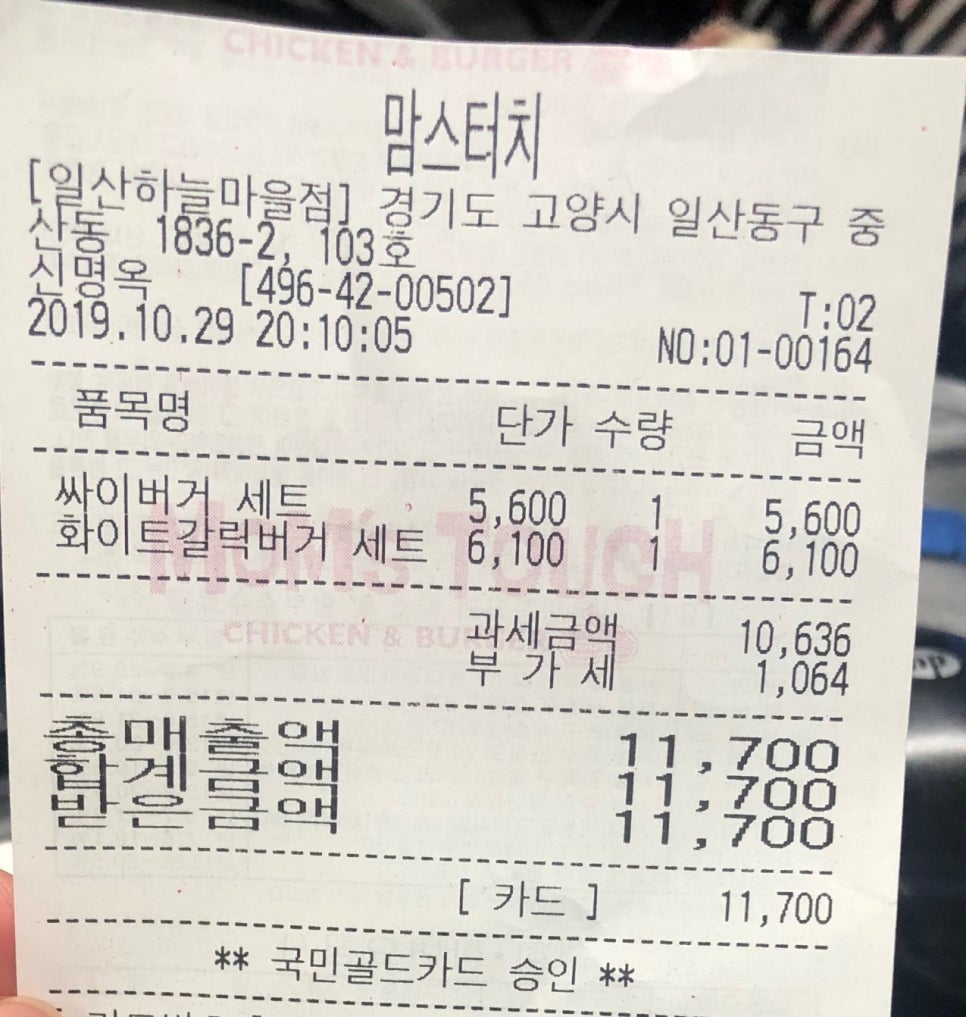 CHICKEN & BURGER
맘스터치
[일산하늘마을점] 경기도 고양시 일산동구 중
산동 1836-2, 103호
신명옥 [496-42-00502] T:02
2019.10.29 20:10:05 NO:01-00164
품목명 단가 수량 금액
싸이버거 세트 5,600 1 5,600
화이트갈릭버거 세트 6,100 1 6,100
MOM'S TOUCH
과세금액 10,636
CHICKEN & BURGER
부 가 세 1,064
총매출액 11,700
합계금액 11,700
받은금액 11,700
[ 카드 ] 11,700
** 국민골드카드 승인 **